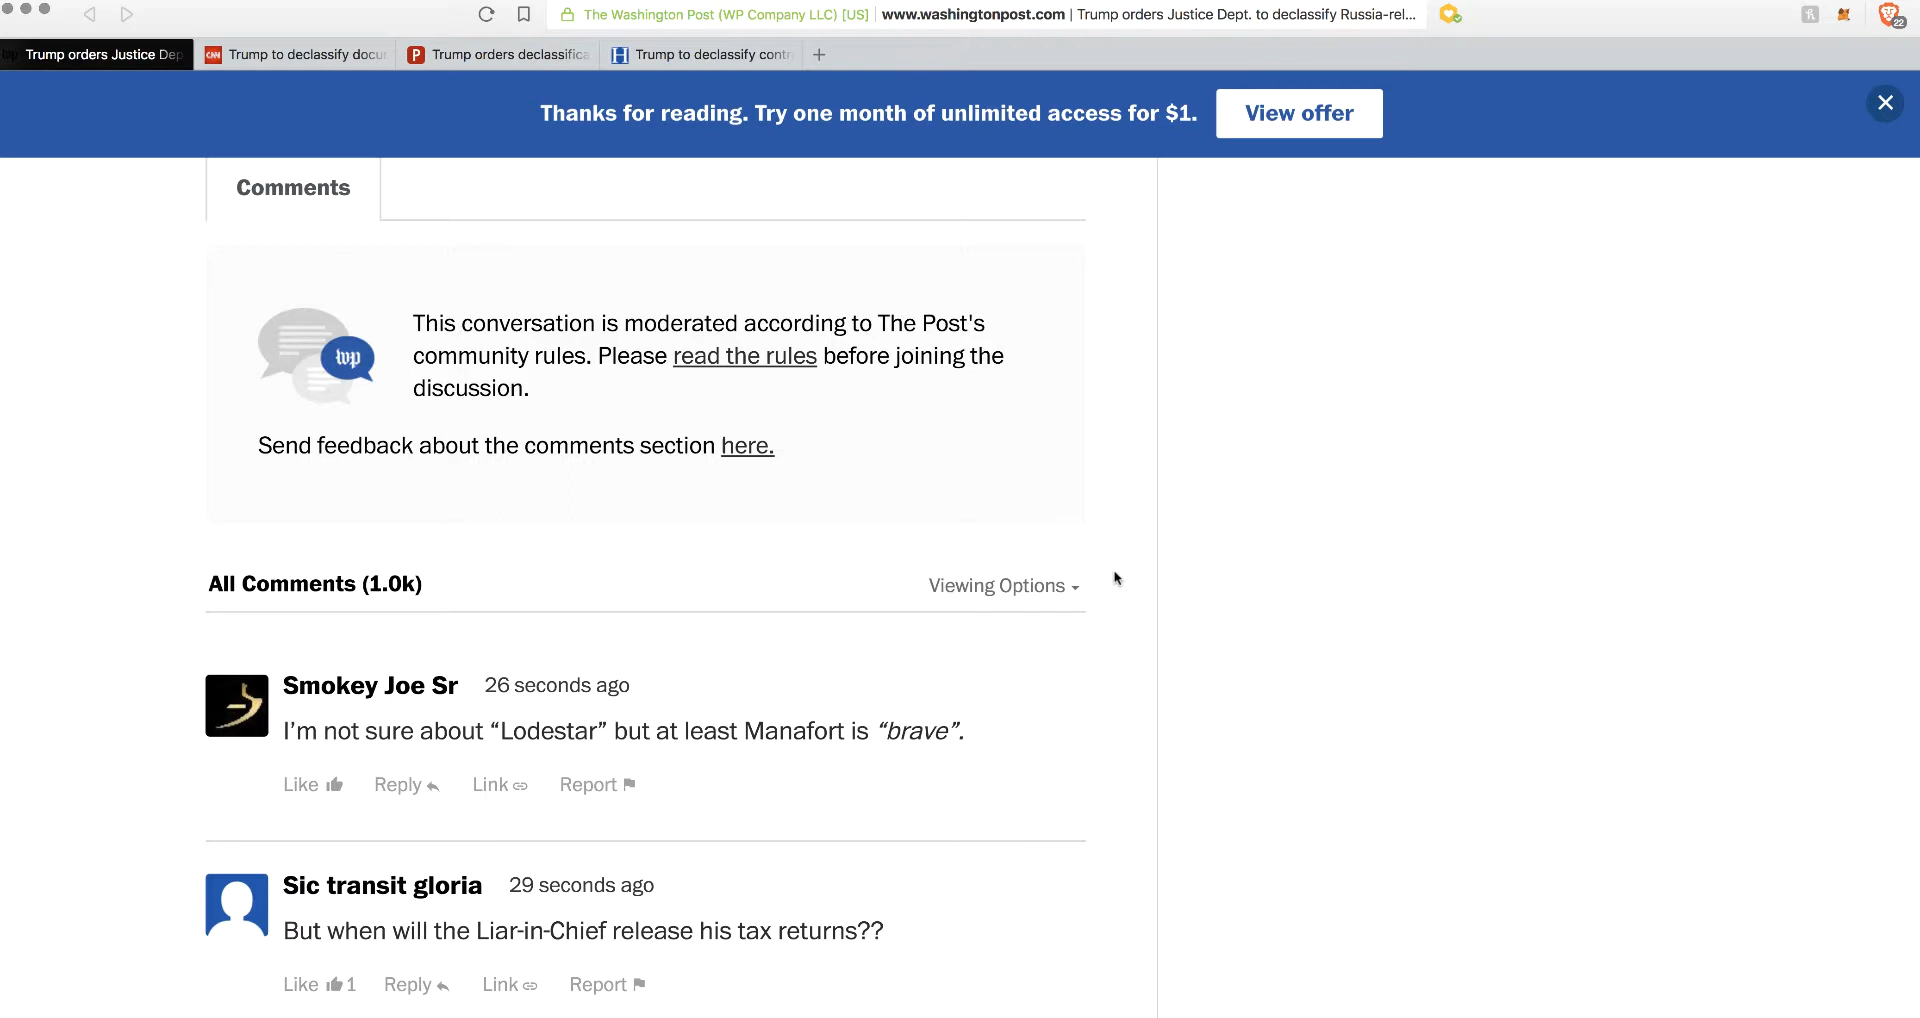 The Washington Post (WP Company LLC) [US] | www.washingtonpost.com | Trump orders Justice Dept. to declassify Russia-rel...
22
Trump orders Justice Dep
CNN Trump to declassify docu
P Trump orders declassifica
H Trump to declassify contr
Thanks for reading. Try one month of unlimited access for $1. View offer
Comments
This conversation is moderated according to The Post's
community rules. Please read the rules before joining the
discussion.
wp
Send feedback about the comments section here.
All Comments (1.0k) Viewing Options
Smokey Joe Sr 26 seconds ago
I’m not sure about “Lodestar” but at least Manafort is “brave”.
Like Reply Link Report
Sic transit gloria 29 seconds ago
But when will the Liar-in-Chief release his tax returns??
Like 1 Reply Link Report